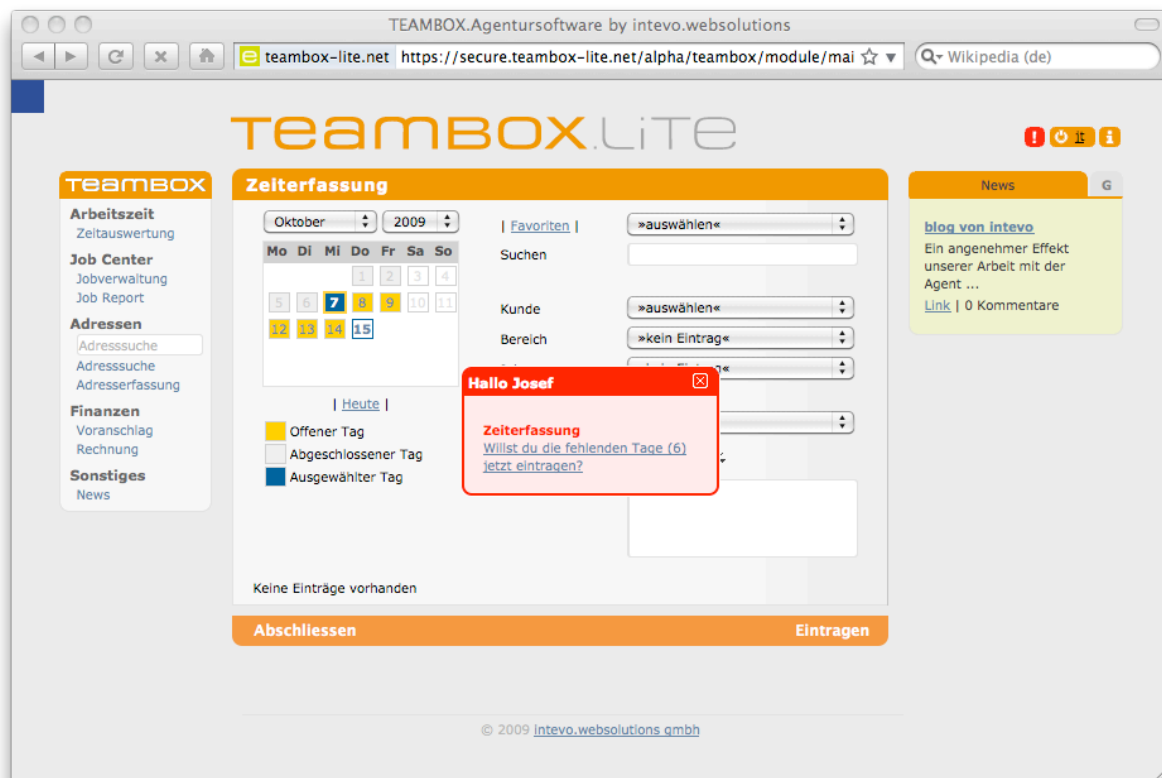 TEAMBOX.Agentursoftware by intevo.websolutions
teambox-lite.net https://secure.teambox-lite.net/alpha/teambox/module/mai Wikipedia (de)
TEAMBOX.LiTE
! it i
TEAMBOX
Arbeitszeit
Zeitauswertung
Job Center
Jobverwaltung
Job Report
Adressen
Adresssuche
Adresssuche
Adresserfassung
Finanzen
Voranschlag
Rechnung
Sonstiges
News
Zeiterfassung
Oktober 2009
Mo Di Mi Do Fr Sa So
1 2 3 4
5 6 7 8 9 10 11
12 13 14 15
| Heute |
Offener Tag
Abgeschlossener Tag
Ausgewählter Tag
| Favoriten | »auswählen«
Suchen
Kunde »auswählen«
Bereich »kein Eintrag«
Hallo Josef
Zeiterfassung
Willst du die fehlenden Tage (6)
jetzt eintragen?
Keine Einträge vorhanden
Abschliessen Eintragen
News G
blog von intevo
Ein angenehmer Effekt
unserer Arbeit mit der
Agent ...
Link | 0 Kommentare
© 2009 intevo.websolutions gmbh